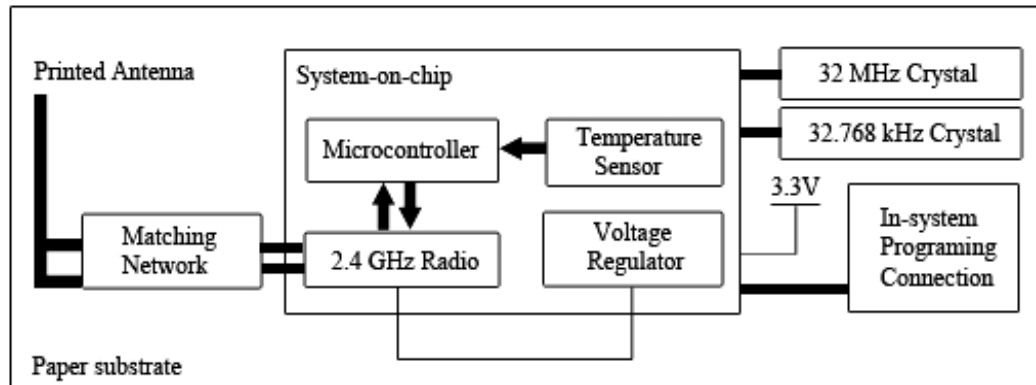 Printed Antenna
System-on-chip
32 MHz Crystal
32.768 kHz Crystal
Microcontroller
Temperature
Sensor
3.3V
Matching
Network
2.4 GHz Radio
Voltage
Regulator
In-system
Programing
Connection
Paper substrate